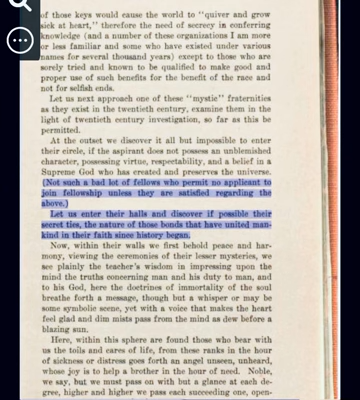 of those keys would cause the world to "quiver and grow
sick at heart," therefore the need of secrecy in conferring
knowledge (and a number of these organizations I am more
or less familiar and some who have existed under various
names for several thousand years) except to those who are
sorely tried and known to be qualified to make good and
proper use of such benefits for the benefit of the race and
not for selfish ends.
Let us next approach one of these "mystic" fraternities
as they exist in the twentieth century, examine them in the
light of twentieth century investigation, so far as this be
permitted.
At the outset we discover it all but impossible to enter
their circle, if the aspirant does not possess an unblemished
character, possessing virtue, respectability, and a belief in a
Supreme God who has created and preserves the universe.
(Not such a bad lot of fellows who permit no applicant to
join fellowship unless they are satisfied regarding the
above.)
Let us enter their halls and discover if possible their
secret ties, the nature of those bonds that have united man-
kind in their faith since history began.
Now, within their walls we first behold peace and har-
mony, viewing the ceremonies of their lesser mysteries, we
see plainly the teacher's wisdom in impressing upon the
mind the truths concerning man and his duty to man, and
to his God, here the doctrines of immortality of the soul
breathe forth a message, though but a whisper or may be
some symbolic scene, yet with a voice that makes the heart
feel glad and dim mists pass from the mind as dew before a
blazing sun.
Here, within this sphere are found those who bear with
us the toils and cares of life, from these ranks in the hour
of sickness or distress goes forth an angel unseen, unheard,
whose joy is to help a brother in the hour of need. Noble,
we say, but we must pass on with but a glance at each de-
gree, higher and higher we pass each succeeding one, open-